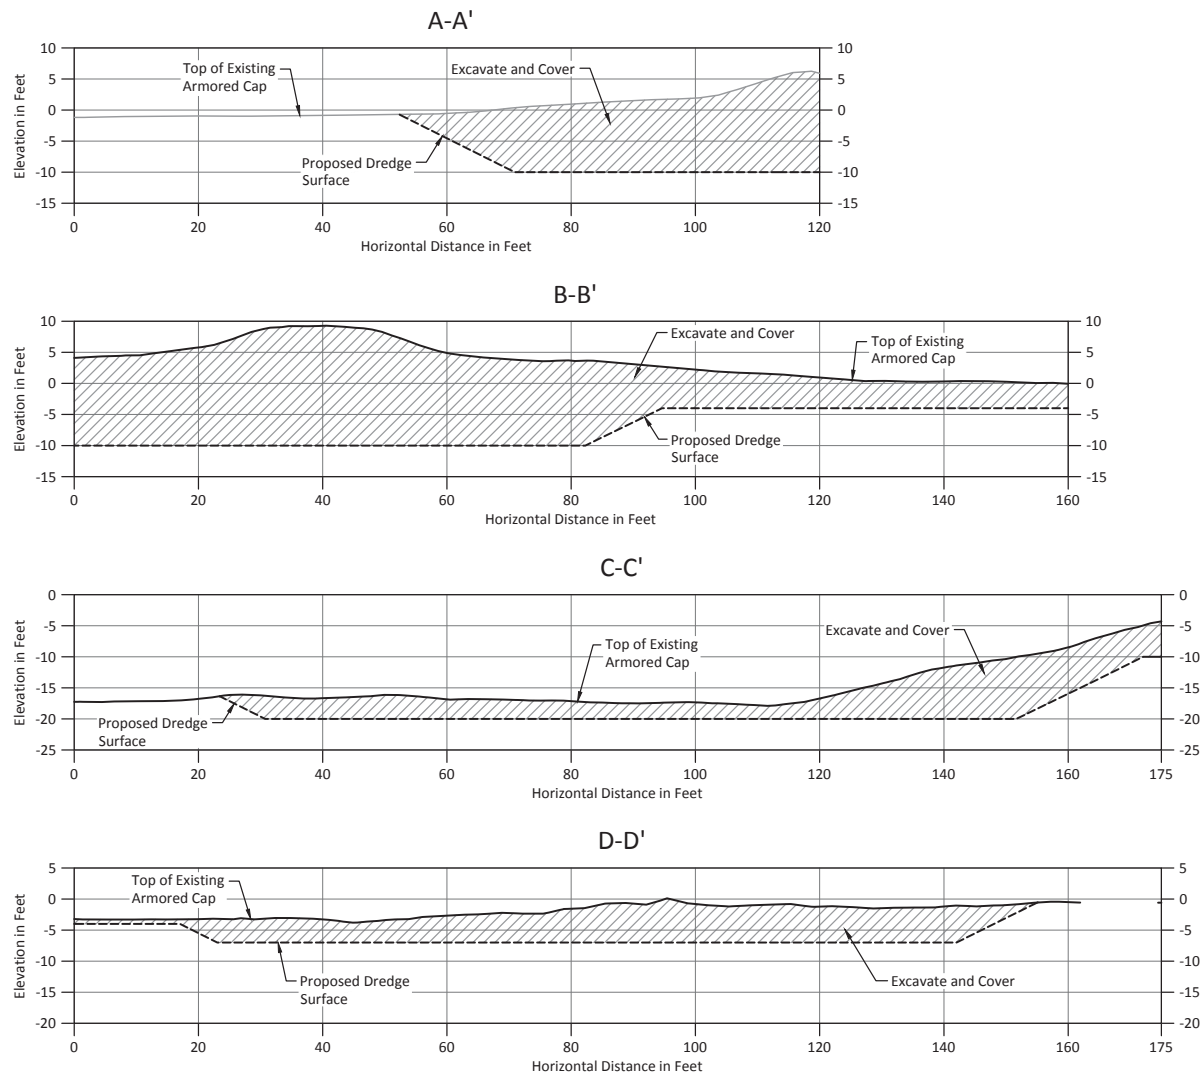 A-A'
10
10
Top of Existing
Armored Cap
Excavate and Cover
5
5
0
0
-5
-5
Proposed Dredge
Surface
-10
-10
-15
-15
Elevation in Feet
0
20
40
60
80
100
120
Horizontal Distance in Feet
B-B'
10
10
Excavate and Cover
Top of Existing
Armored Cap
5
5
0
0
-5
-5
Proposed Dredge
Surface
-10
-10
-15
-15
Elevation in Feet
0
20
40
60
80
100
120
140
160
Horizontal Distance in Feet
C-C'
0
0
-5
-5
Excavate and Cover
Top of Existing
Armored Cap
-10
-10
-15
-15
Proposed Dredge
Surface
-20
-20
-25
-25
Elevation in Feet
0
20
40
60
80
100
120
140
160
175
Horizontal Distance in Feet
D-D'
5
5
Top of Existing
Armored Cap
0
0
-5
-5
-10
-10
Proposed Dredge
Surface
Excavate and Cover
-15
-15
-20
-20
Elevation in Feet
0
20
40
60
80
100
120
140
160
175
Horizontal Distance in Feet